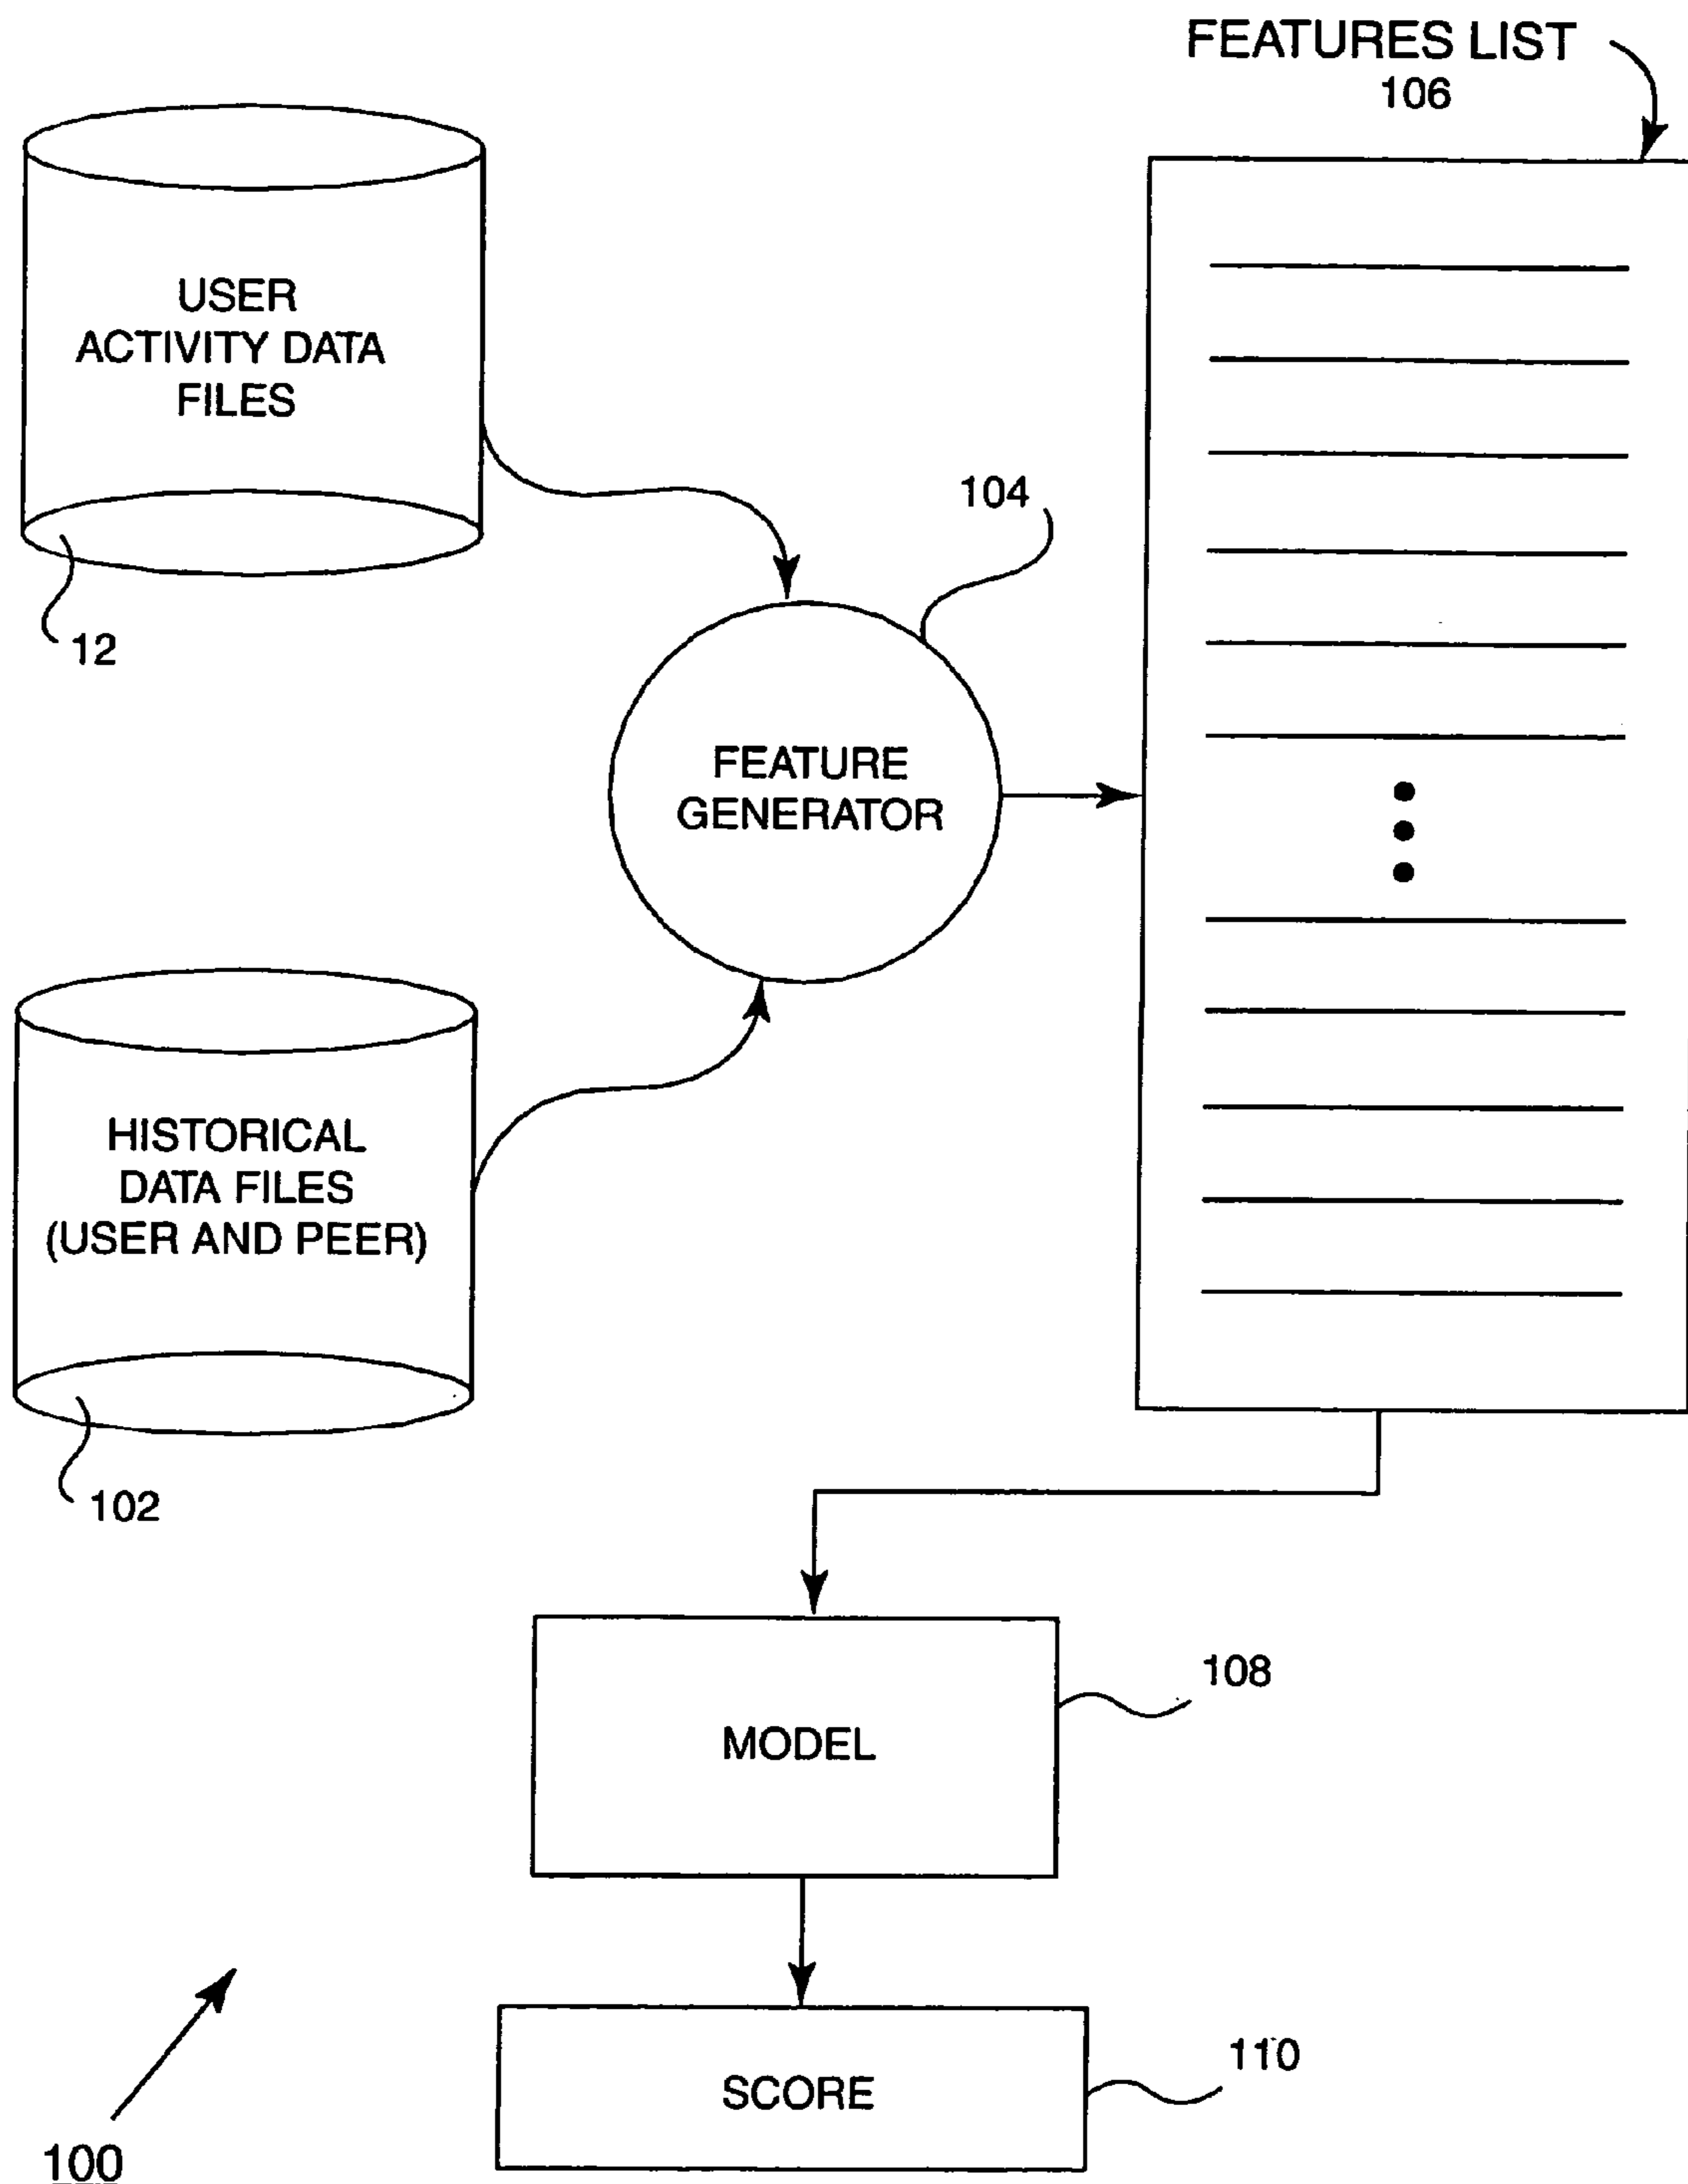 FEATURES LIST
106
USER
ACTIVITY DATA
FILES
12
104
FEATURE
GENERATOR
HISTORICAL
DATA FILES
(USER AND PEER)
102
MODEL
108
SCORE
110
100